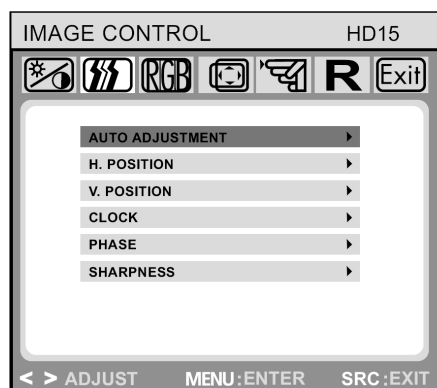 IMAGE CONTROL HD15
RGB R Exit
AUTO ADJUSTMENT
H. POSITION
V. POSITION
CLOCK
PHASE
SHARPNESS
< > ADJUST MENU:ENTER SRC:EXIT